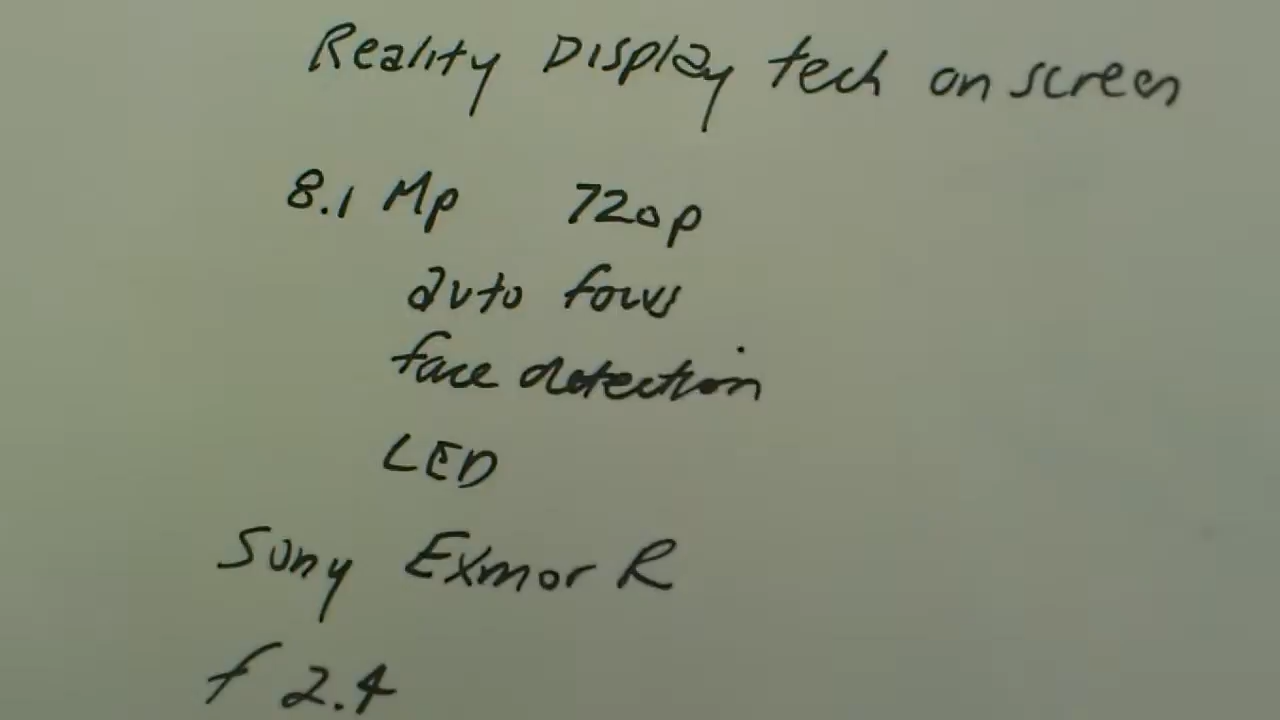 Reality Display tech on screen
8.1 Mp 720p
auto focus
face detection
LED
Sony Exmor R
f 2.4